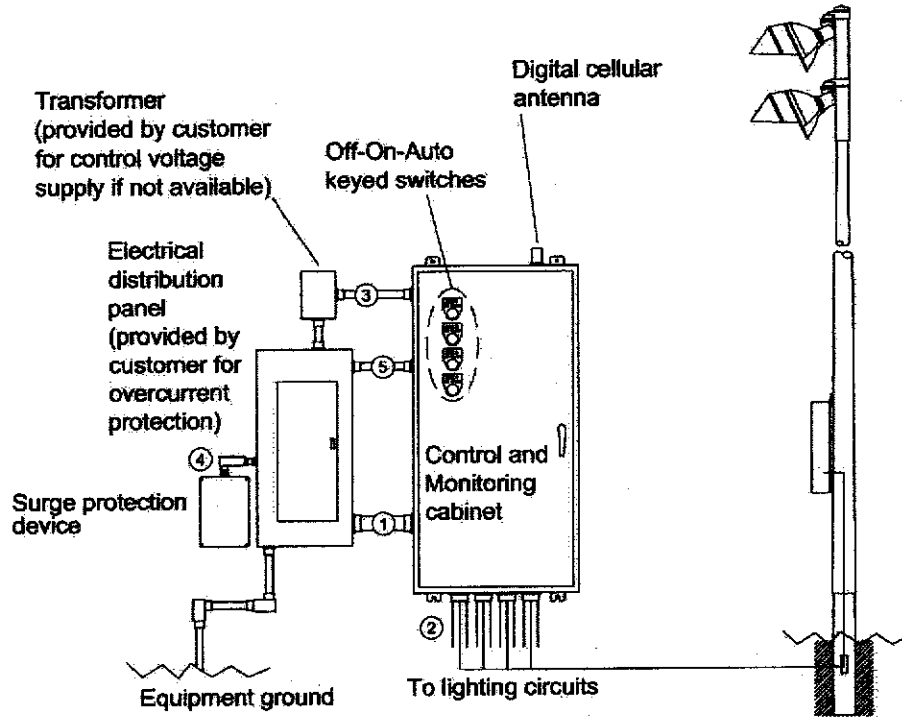 Transformer
(provided by customer
for control voltage
supply if not available)
Off-On-Auto
keyed switches
Digital cellular
antenna
Electrical
distribution
panel
(provided by
customer for
overcurrent
protection)
3
5
4
1
2
Surge protection
device
Control and
Monitoring
cabinet
Equipment ground
To lighting circuits